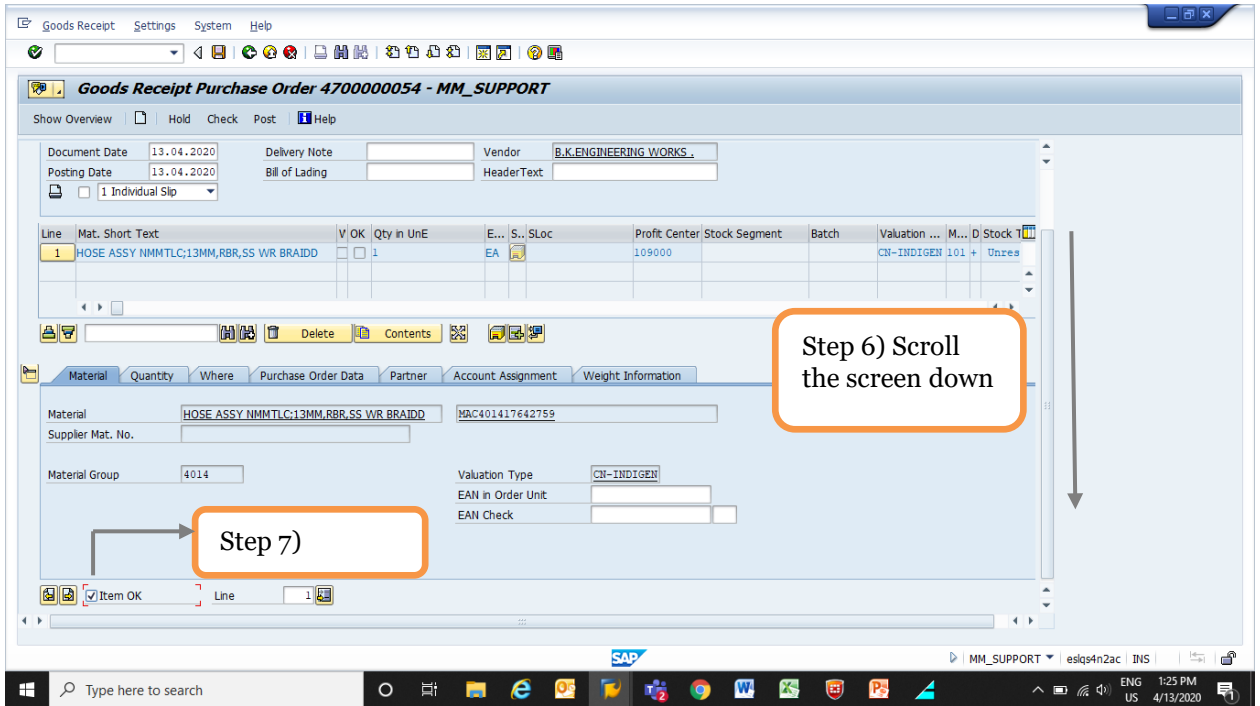 Goods Receipt Settings System Help
Goods Receipt Purchase Order 4700000054 - MM_SUPPORT
Show Overview Hold Check Post Help
Document Date 13.04.2020 Delivery Note Vendor B.K.ENGINEERING WORKS .
Posting Date 13.04.2020 Bill of Lading HeaderText
1 Individual Slip
Line Mat. Short Text V OK Qty in UnE E... S.. SLoc Profit Center Stock Segment Batch Valuation ... M... D Stock T
1 HOSE ASSY NMMTLC;13MM,RBR,SS WR BRAIDD 1 EA 109000 CN-INDIGEN 101 + Unres
Delete Contents
Step 6) Scroll
the screen down
Material Quantity Where Purchase Order Data Partner Account Assignment Weight Information
Material HOSE ASSY NMMTLC;13MM,RBR,SS WR BRAIDD MAC401417642759
Supplier Mat. No.
Material Group 4014 Valuation Type CN-INDIGEN
EAN in Order Unit
EAN Check
Step 7)
Item OK Line 1
SAP MM_SUPPORT eslqs4n2ac INS
Type here to search ENG 1:25 PM
US 4/13/2020